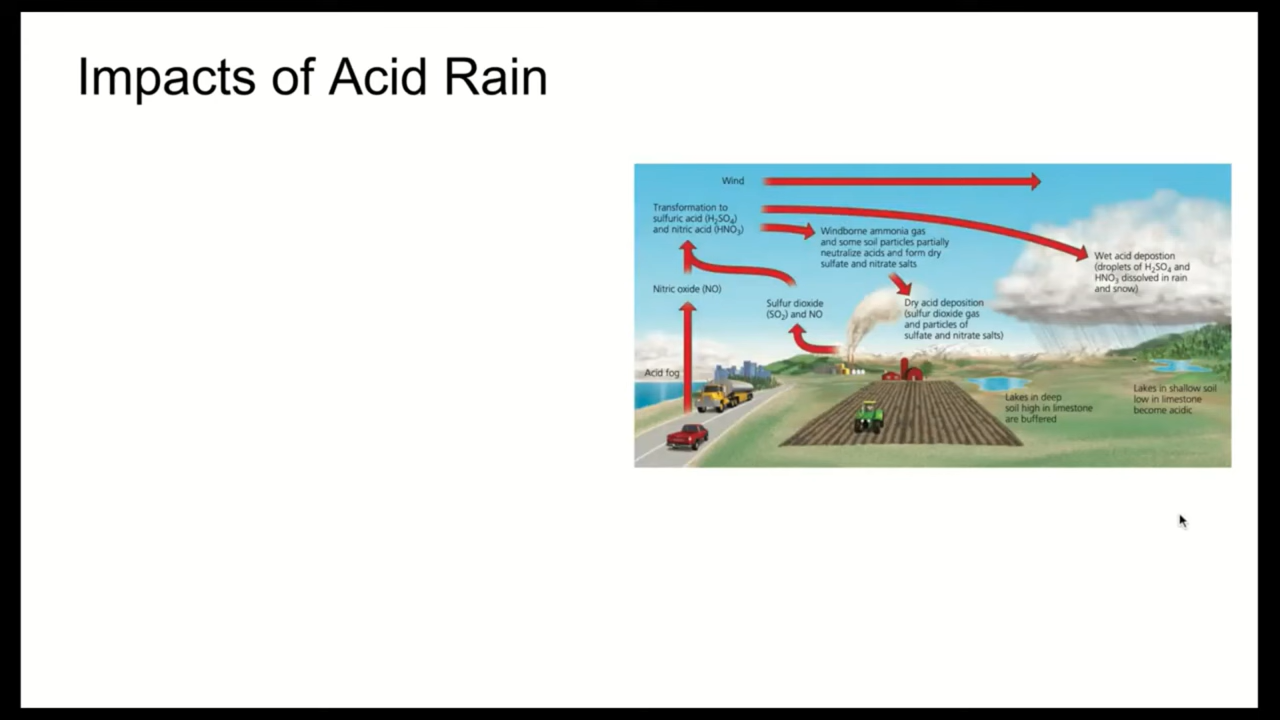 Impacts of Acid Rain
Wind
Transformation to
sulfuric acid (H₂SO₄)
and nitric acid (HNO₃)
Windborne ammonia gas
and some soil particles partially
neutralize acids and form dry
sulfate and nitrate salts
Wet acid depostion
(droplets of H₂SO₄ and
HNO₃ dissolved in rain
and snow)
Nitric oxide (NO)
Sulfur dioxide
(SO₂) and NO
Dry acid deposition
(sulfur dioxide gas
and particles of
sulfate and nitrate salts)
Acid fog
Lakes in deep
soil high in limestone
are buffered
Lakes in shallow soil
low in limestone
become acidic